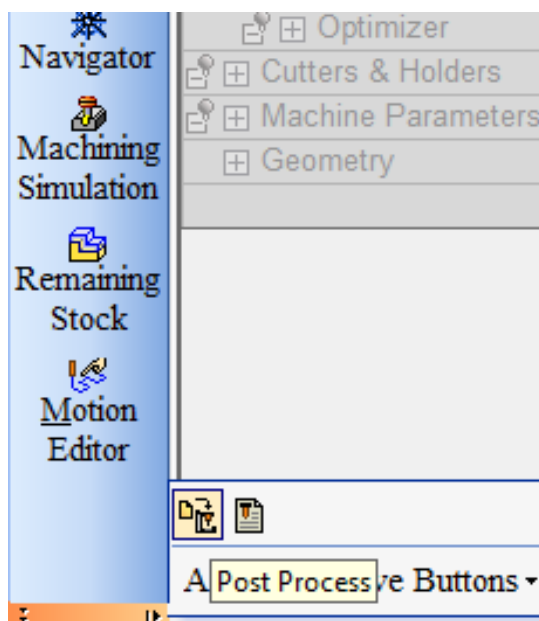 Navigator
Machining
Simulation
Remaining
Stock
Motion
Editor
Optimizer
Cutters & Holders
Machine Parameters
Geometry
Post Process
A
ve Buttons